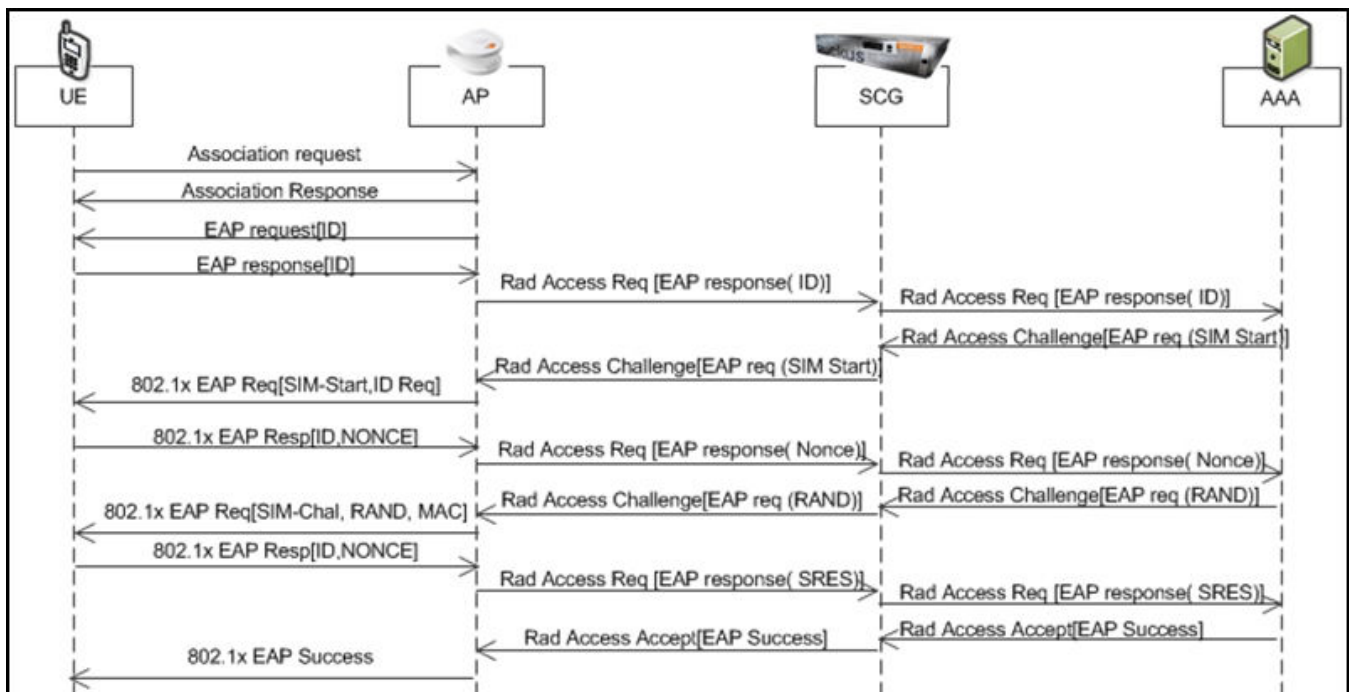 UE
AP
SCG
AAA
Association request
Association Response
EAP request[ID]
EAP response[ID]
Rad Access Req [EAP response( ID)]
Rad Access Req [EAP response( ID)]
Rad Access Challenge[EAP req (SIM Start)]
Rad Access Challenge[EAP req (SIM Start)]
802.1x EAP Req[SIM-Start,ID Req]
802.1x EAP Resp[ID,NONCE]
Rad Access Req [EAP response( Nonce)]
Rad Access Req [EAP response( Nonce)]
Rad Access Challenge[EAP req (RAND)]
Rad Access Challenge[EAP req (RAND)]
802.1x EAP Req[SIM-Chal, RAND, MAC]
802.1x EAP Resp[ID,NONCE]
Rad Access Req [EAP response( SRES)]
Rad Access Req [EAP response( SRES)]
Rad Access Accept[EAP Success]
Rad Access Accept[EAP Success]
802.1x EAP Success